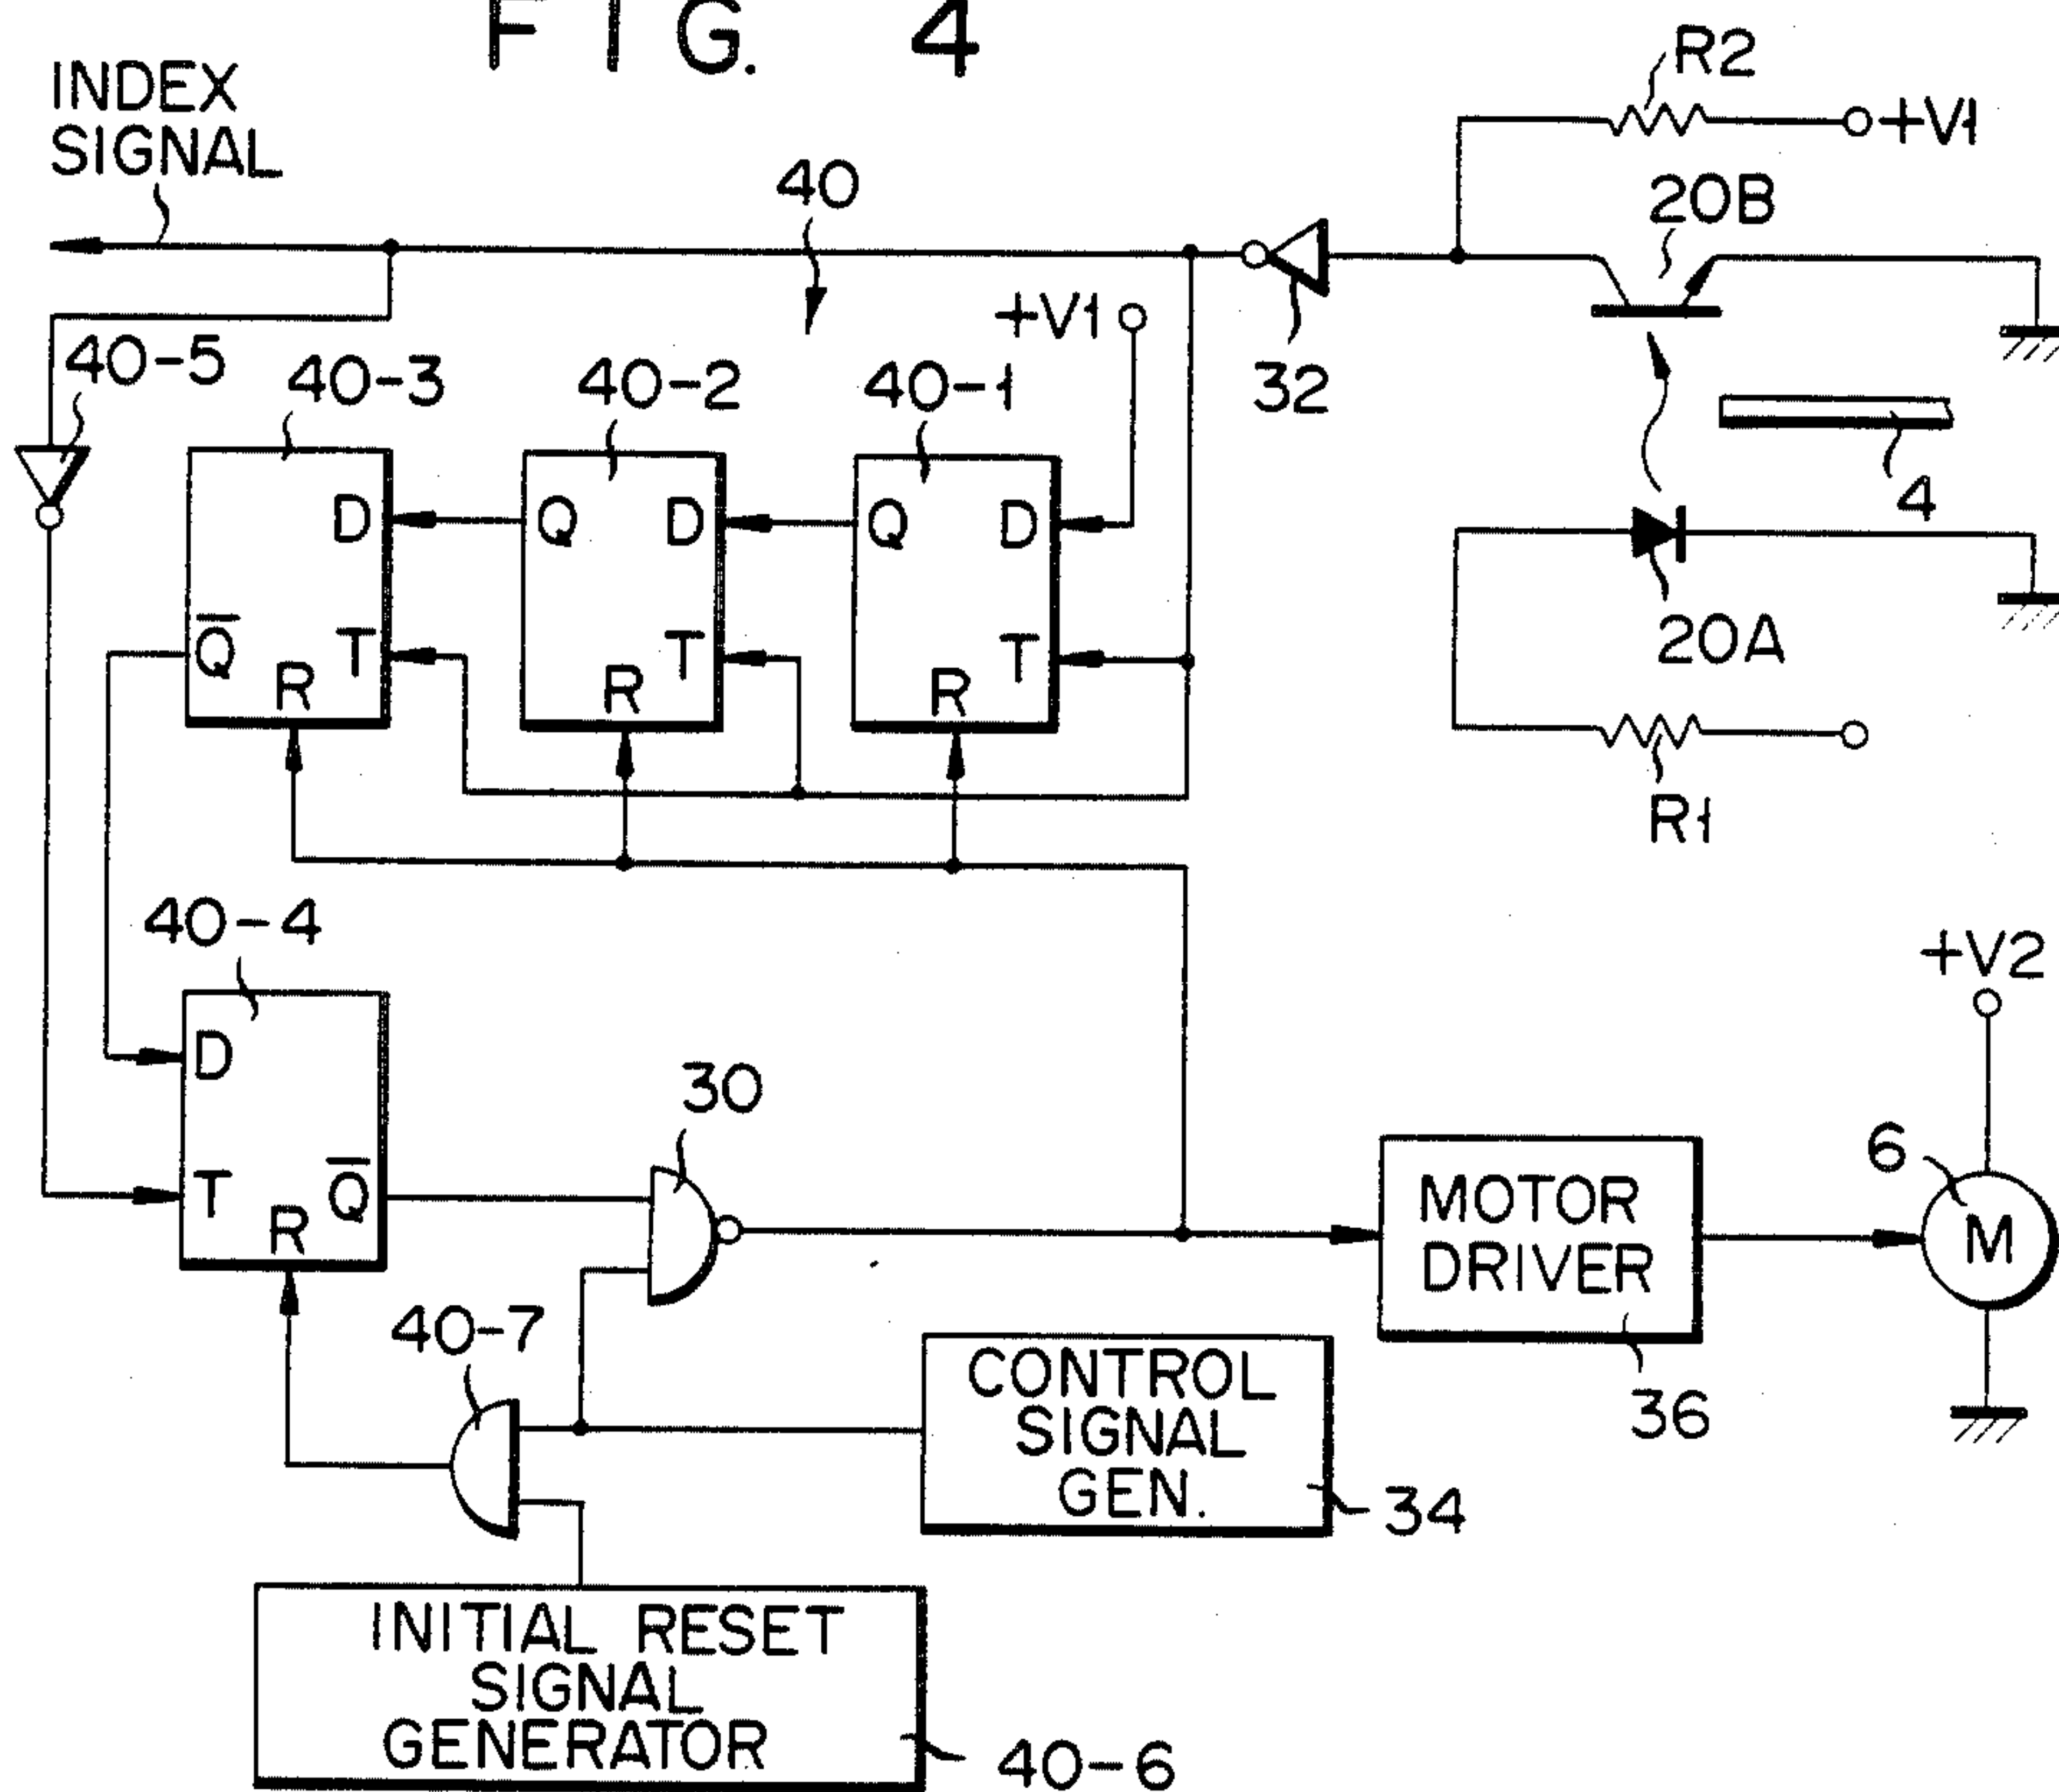 FIG. 4
INDEX
SIGNAL
R2
+V1
40
20B
+V1
40-5
40-3
40-2
40-1
32
4
D
Q
D
Q
D
Q̅
R
T
R
T
R
T
20A
R1
40-4
+V2
D
30
6
T
R
Q̅
MOTOR
DRIVER
M
40-7
CONTROL
SIGNAL
GEN.
36
34
INITIAL RESET
SIGNAL
GENERATOR
40-6